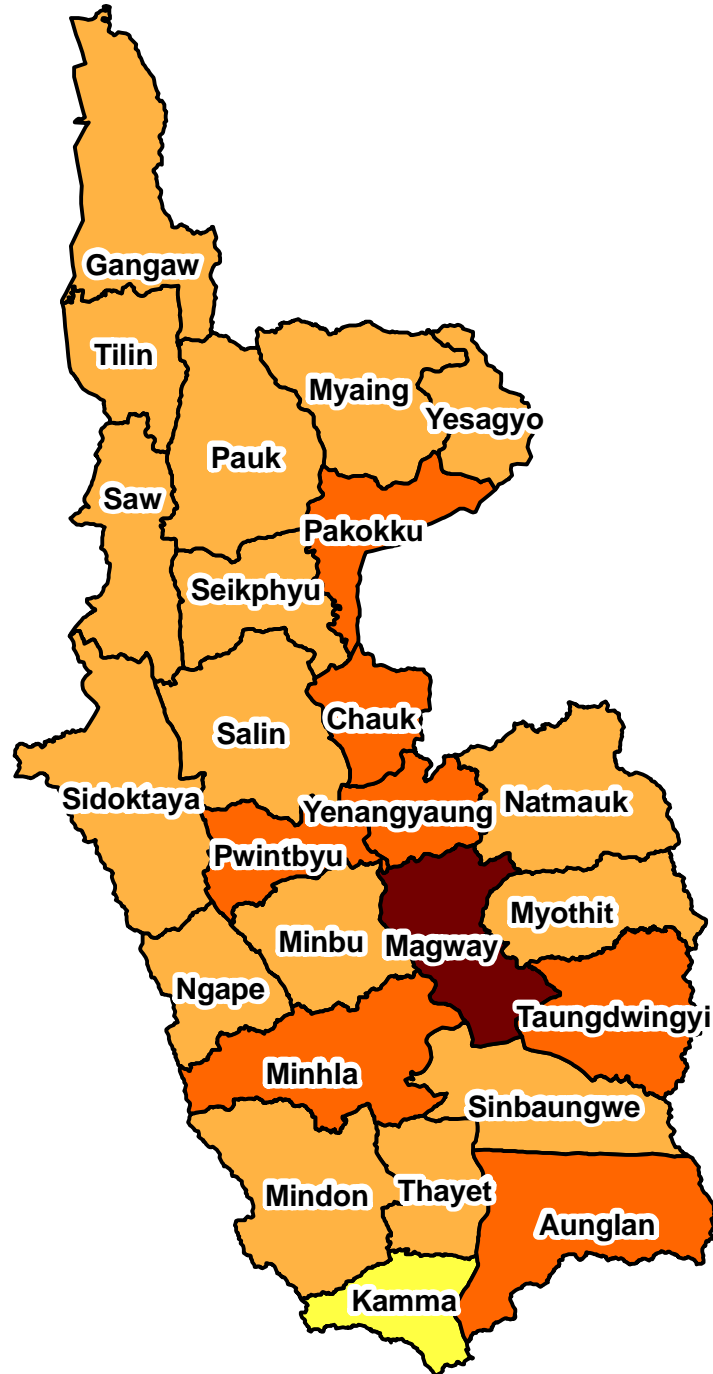 Gangaw
Tilin
Myaing
Yesagyo
Pauk
Saw
Pakokku
Seikphyu
Chauk
Salin
Sidoktaya
Natmauk
Yenangyaung
Pwintbyu
Myothit
Minbu
Magway
Ngape
Taungdwingyi
Minhla
Sinbaungwe
Mindon
Thayet
Aunglan
Kamma